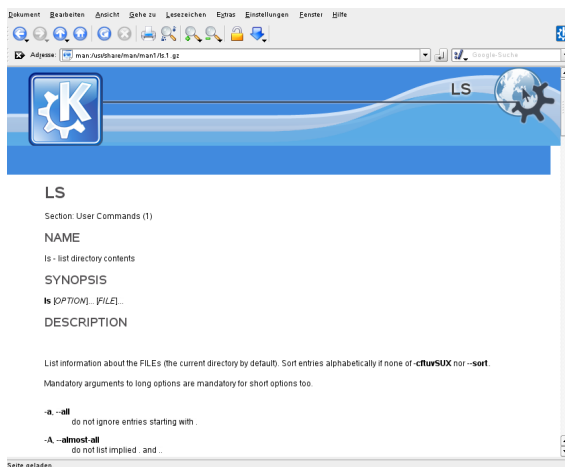 Dokument Bearbeiten Ansicht Gehe zu Lesezeichen Extras Einstellungen Fenster Hilfe
Adresse: man:/usr/share/man/man1/ls.1.gz Google-Suche
LS
LS
Section: User Commands (1)
NAME
ls - list directory contents
SYNOPSIS
ls [OPTION]... [FILE]...
DESCRIPTION
List information about the FILEs (the current directory by default). Sort entries alphabetically if none of -cftuvSUX nor --sort.
Mandatory arguments to long options are mandatory for short options too.
-a, --all
do not ignore entries starting with .
-A, --almost-all
do not list implied . and ..
Seite geladen